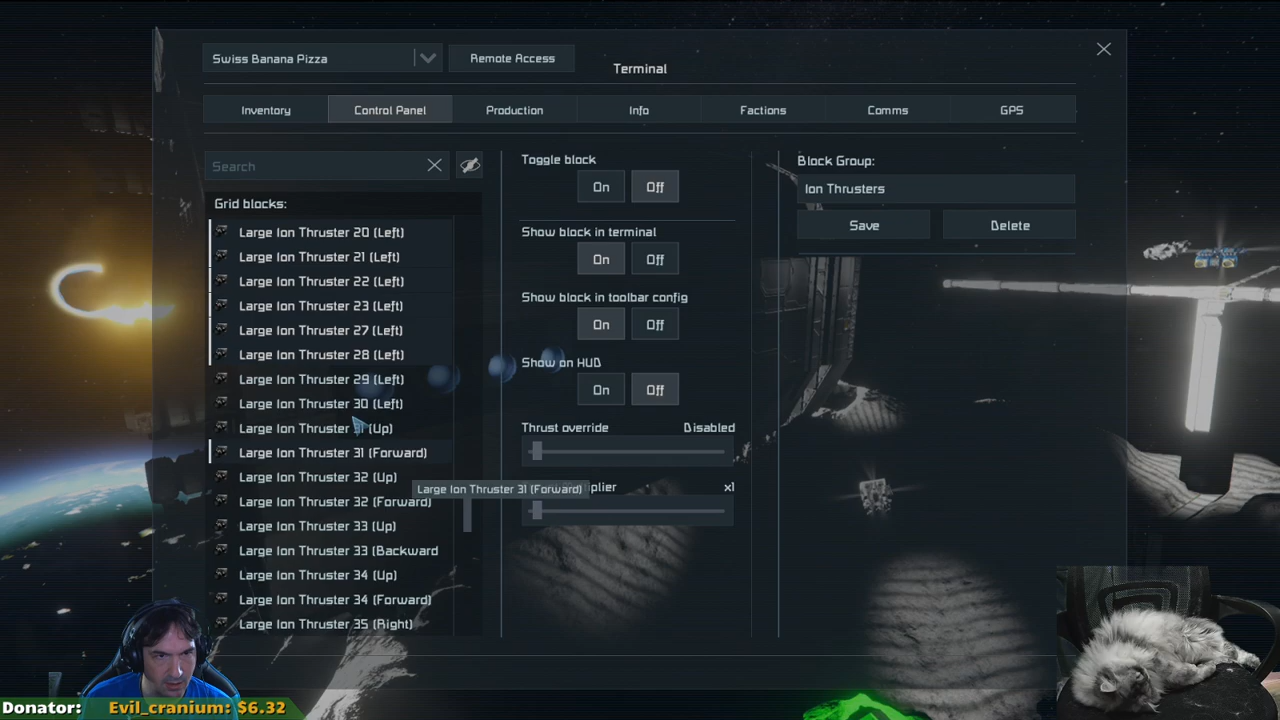 Swiss Banana Pizza
Remote Access
Terminal
Inventory
Control Panel
Production
Info
Factions
Comms
GPS
Search
Grid blocks:
Large Ion Thruster 20 (Left)
Large Ion Thruster 21 (Left)
Large Ion Thruster 22 (Left)
Large Ion Thruster 23 (Left)
Large Ion Thruster 27 (Left)
Large Ion Thruster 28 (Left)
Large Ion Thruster 29 (Left)
Large Ion Thruster 30 (Left)
Large Ion Thruster 31 (Up)
Large Ion Thruster 31 (Forward)
Large Ion Thruster 32 (Up)
Large Ion Thruster 32 (Forward)
Large Ion Thruster 33 (Up)
Large Ion Thruster 33 (Backward
Large Ion Thruster 34 (Up)
Large Ion Thruster 34 (Forward)
Large Ion Thruster 35 (Right)
Large Ion Thruster 31 (Forward)
Toggle block
On Off
Show block in terminal
On Off
Show block in toolbar config
On Off
Show on HUD
On Off
Thrust override Disabled
x1
Block Group:
Ion Thrusters
Save
Delete
Donator: Evil_cranium: $6.32